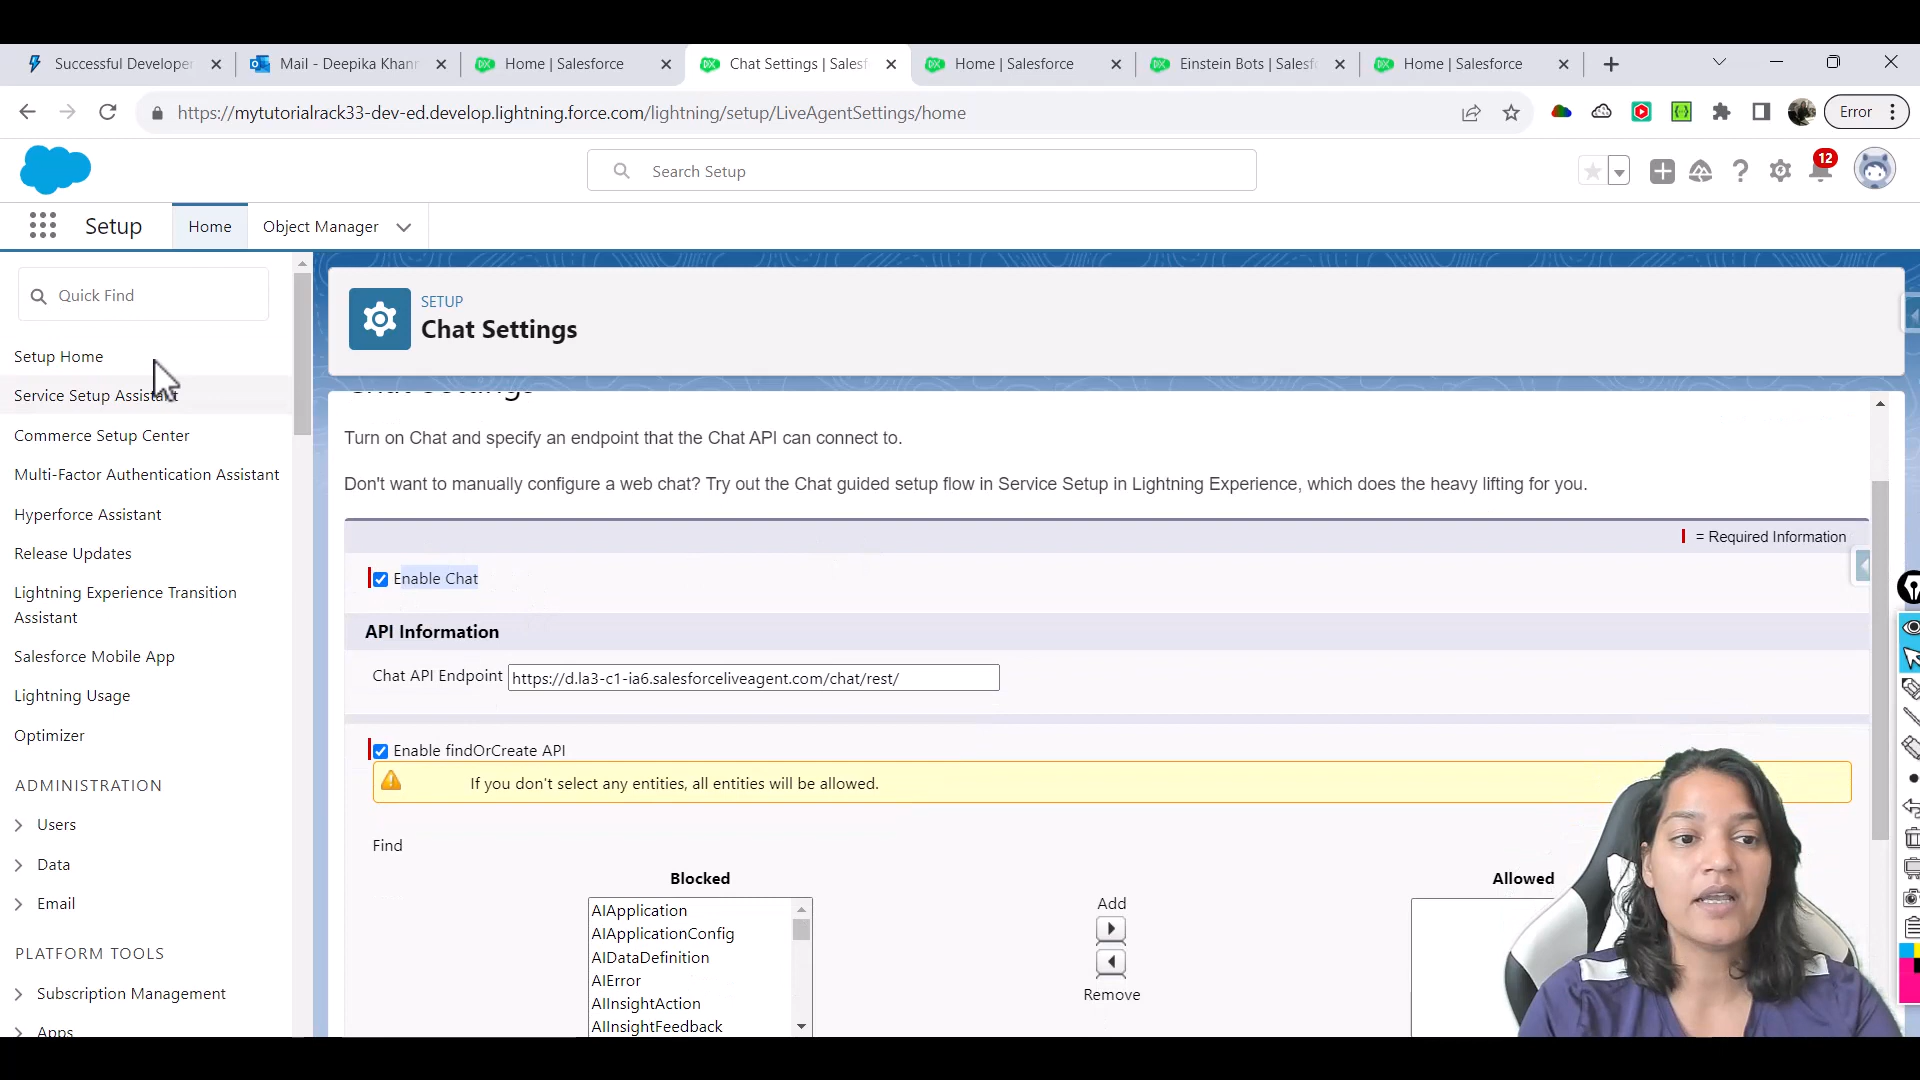 Successful Developer
Mail - Deepika Khann
Home | Salesforce
Chat Settings | Salesf
Home | Salesforce
Einstein Bots | Salesfo
Home | Salesforce
https://mytutorialrack33-dev-ed.develop.lightning.force.com/lightning/setup/LiveAgentSettings/home
Error
Search Setup
12
Setup
Home
Object Manager
Quick Find
Setup Home
Service Setup Assistant
Commerce Setup Center
Multi-Factor Authentication Assistant
Hyperforce Assistant
Release Updates
Lightning Experience Transition
Assistant
Salesforce Mobile App
Lightning Usage
Optimizer
ADMINISTRATION
Users
Data
Email
PLATFORM TOOLS
Subscription Management
Apps
SETUP
Chat Settings
Chat Settings
Turn on Chat and specify an endpoint that the Chat API can connect to.
Don't want to manually configure a web chat? Try out the Chat guided setup flow in Service Setup in Lightning Experience, which does the heavy lifting for you.
= Required Information
Enable Chat
API Information
Chat API Endpoint
https://d.la3-c1-ia6.salesforceliveagent.com/chat/rest/
Enable findOrCreate API
If you don't select any entities, all entities will be allowed.
Find
Blocked
AIApplication
AIApplicationConfig
AIDataDefinition
AIError
AIInsightAction
AIInsightFeedback
Add
Remove
Allowed